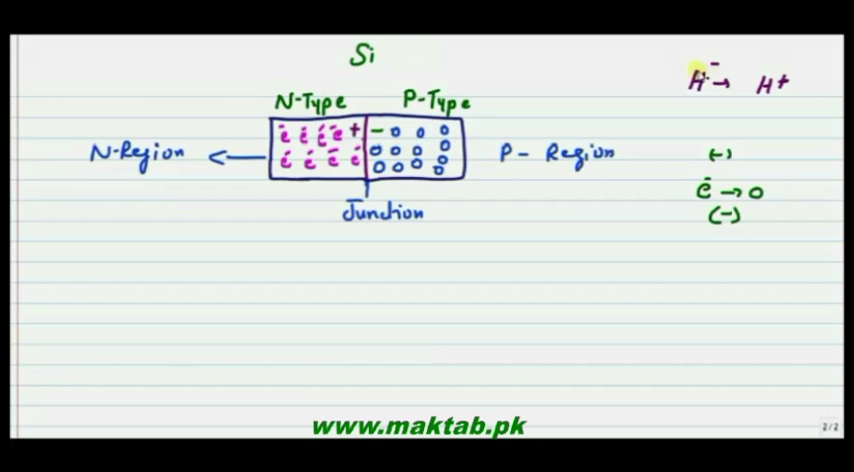 Si
H⁻ → H+
N-Type P-Type
e⁻ e⁻ e⁻ e⁻ + - o o o
N-Region e⁻ e⁻ e⁻ e⁻ o o o o P - Region (-)
o o o o
e⁻ → o
Junction (-)
www.maktab.pk
2/2